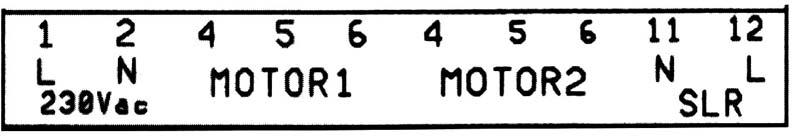 1 2 4 5 6 4 5 6 11 12
L N MOTOR1 MOTOR2 N L
230Vac SLR